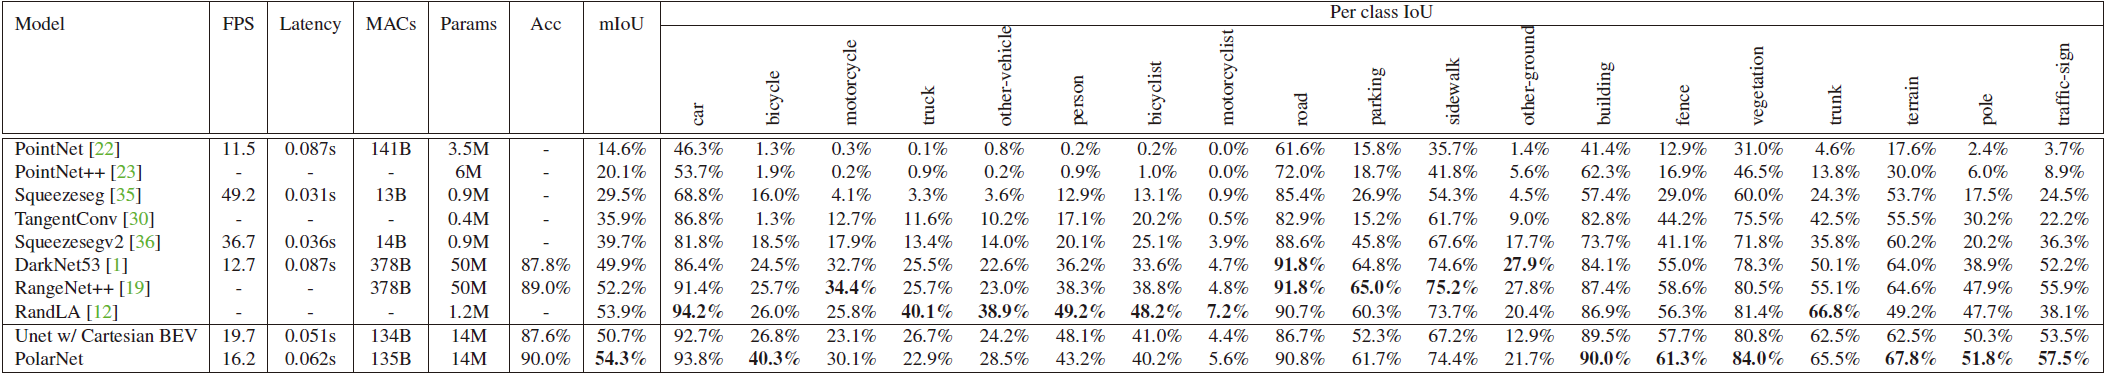 Model FPS Latency MACs Params Acc mIoU Per class IoU
car bicycle motorcycle truck other-vehicle person bicyclist motorcyclist road parking sidewalk other-ground building fence vegetation trunk terrain pole traffic-sign
PointNet [22] 11.5 0.087s 141B 3.5M - 14.6% 46.3% 1.3% 0.3% 0.1% 0.8% 0.2% 0.2% 0.0% 61.6% 15.8% 35.7% 1.4% 41.4% 12.9% 31.0% 4.6% 17.6% 2.4% 3.7%
PointNet++ [23] - - - 6M - 20.1% 53.7% 1.9% 0.2% 0.9% 0.2% 0.9% 1.0% 0.0% 72.0% 18.7% 41.8% 5.6% 62.3% 16.9% 46.5% 13.8% 30.0% 6.0% 8.9%
Squeezeseg [35] 49.2 0.031s 13B 0.9M - 29.5% 68.8% 16.0% 4.1% 3.3% 3.6% 12.9% 13.1% 0.9% 85.4% 26.9% 54.3% 4.5% 57.4% 29.0% 60.0% 24.3% 53.7% 17.5% 24.5%
TangentConv [30] - - - 0.4M - 35.9% 86.8% 1.3% 12.7% 11.6% 10.2% 17.1% 20.2% 0.5% 82.9% 15.2% 61.7% 9.0% 82.8% 44.2% 75.5% 42.5% 55.5% 30.2% 22.2%
Squeezesegv2 [36] 36.7 0.036s 14B 0.9M - 39.7% 81.8% 18.5% 17.9% 13.4% 14.0% 20.1% 25.1% 3.9% 88.6% 45.8% 67.6% 17.7% 73.7% 41.1% 71.8% 35.8% 60.2% 20.2% 36.3%
DarkNet53 [1] 12.7 0.087s 378B 50M 87.8% 49.9% 86.4% 24.5% 32.7% 25.5% 22.6% 36.2% 33.6% 4.7% 91.8% 64.8% 74.6% 27.9% 84.1% 55.0% 78.3% 50.1% 64.0% 38.9% 52.2%
RangeNet++ [19] - - 378B 50M 89.0% 52.2% 91.4% 25.7% 34.4% 25.7% 23.0% 38.3% 38.8% 4.8% 91.8% 65.0% 75.2% 27.8% 87.4% 58.6% 80.5% 55.1% 64.6% 47.9% 55.9%
RandLA [12] - - - 1.2M - 53.9% 94.2% 26.0% 25.8% 40.1% 38.9% 49.2% 48.2% 7.2% 90.7% 60.3% 73.7% 20.4% 86.9% 56.3% 81.4% 66.8% 49.2% 47.7% 38.1%
Unet w/ Cartesian BEV 19.7 0.051s 134B 14M 87.6% 50.7% 92.7% 26.8% 23.1% 26.7% 24.2% 48.1% 41.0% 4.4% 86.7% 52.3% 67.2% 12.9% 89.5% 57.7% 80.8% 62.5% 62.5% 50.3% 53.5%
PolarNet 16.2 0.062s 135B 14M 90.0% 54.3% 93.8% 40.3% 30.1% 22.9% 28.5% 43.2% 40.2% 5.6% 90.8% 61.7% 74.4% 21.7% 90.0% 61.3% 84.0% 65.5% 67.8% 51.8% 57.5%